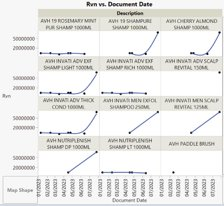 Rvn vs. Document Date
Description
AVH 19 ROSEMARY MINT PUR SHAMP 1000ML
AVH 19 SHAMPURE SHAMP 1000ML
AVH CHERRY ALMOND SHAMP 1000ML
AVH INVATI ADV EXF SHAMP LIGHT 1000ML
AVH INVATI ADV EXF SHAMP RICH 1000ML
AVH INVATI ADV SCALP REVITAL 150ML
AVH INVATI ADV THICK COND 1000ML
AVH INVATI MEN EXFOL SHAMPOO 250ML
AVH INVATI MEN SCALP REVITAL 125ML
AVH NUTRIPLENISH SHAMP DP 1000ML
AVH NUTRIPLENISH SHAMP LT 1000ML
AVH PADDLE BRUSH
Rvn
50000000
20000000
50000000
20000000
50000000
20000000
50000000
20000000
Map Shape
Document Date